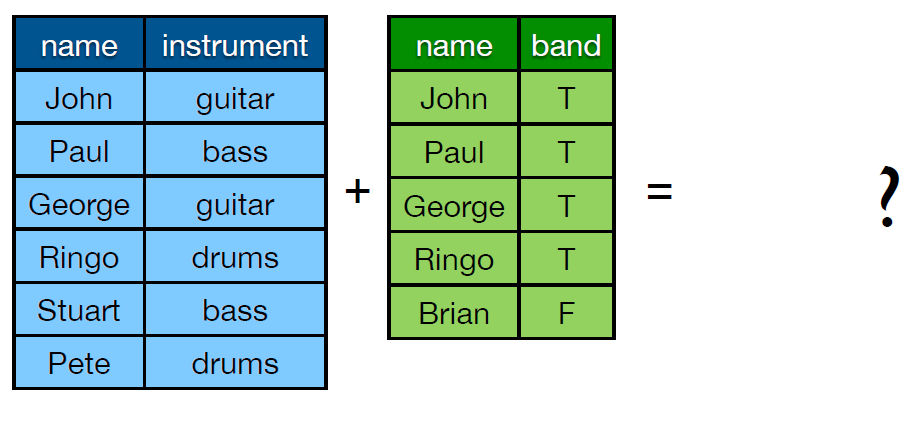 name instrument
John guitar
Paul bass
George guitar
Ringo drums
Stuart bass
Pete drums
+
name band
John T
Paul T
George T
Ringo T
Brian F
=
?